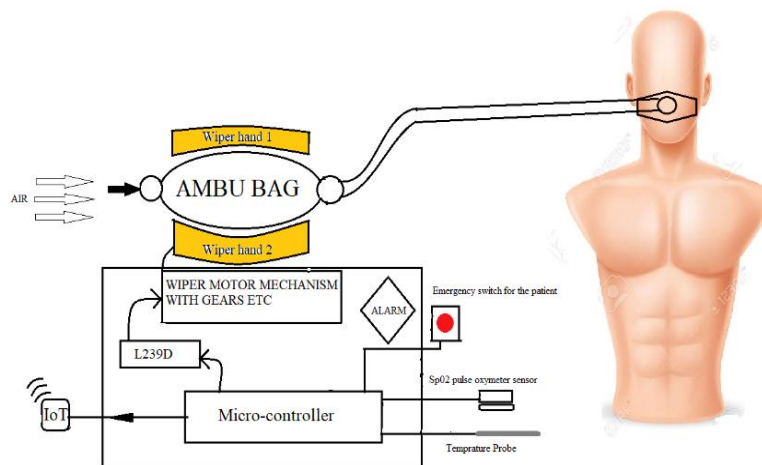 Wiper hand 1
AIR
AMBU BAG
Wiper hand 2
WIPER MOTOR MECHANISM
WITH GEARS ETC
ALARM
Emergency switch for the patient
L239D
Sp02 pulse oxymeter sensor
IoT
Micro-controller
Temprature Probe